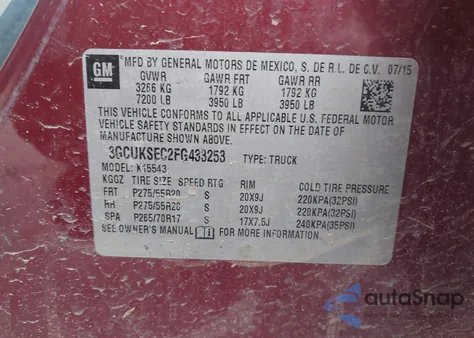 GM
MFD BY GENERAL MOTORS DE MEXICO, S. DE R.L. DE C.V. 07/15
GVWR GAWR FRT GAWR RR
3266 KG 1792 KG 1792 KG
7200 LB 3950 LB 3950 LB
THIS VEHICLE CONFORMS TO ALL APPLICABLE U.S. FEDERAL MOTOR
VEHICLE SAFETY STANDARDS IN EFFECT ON THE DATE OF
MANUFACTURE SHOWN ABOVE.
3GCUKSEC2FG433253 TYPE: TRUCK
MODEL: K15543
KGGZ TIRE SIZE SPEED RTG RIM COLD TIRE PRESSURE
FRT P275/55R20 S 20X9J 220KPA(32PSI)
RR P275/55R20 S 20X9J 220KPA(32PSI)
SPA P265/70R17 S 17X7.5J 240KPA(35PSI)
SEE OWNER'S MANUAL FOR MORE INFORMATION.
autoSnap